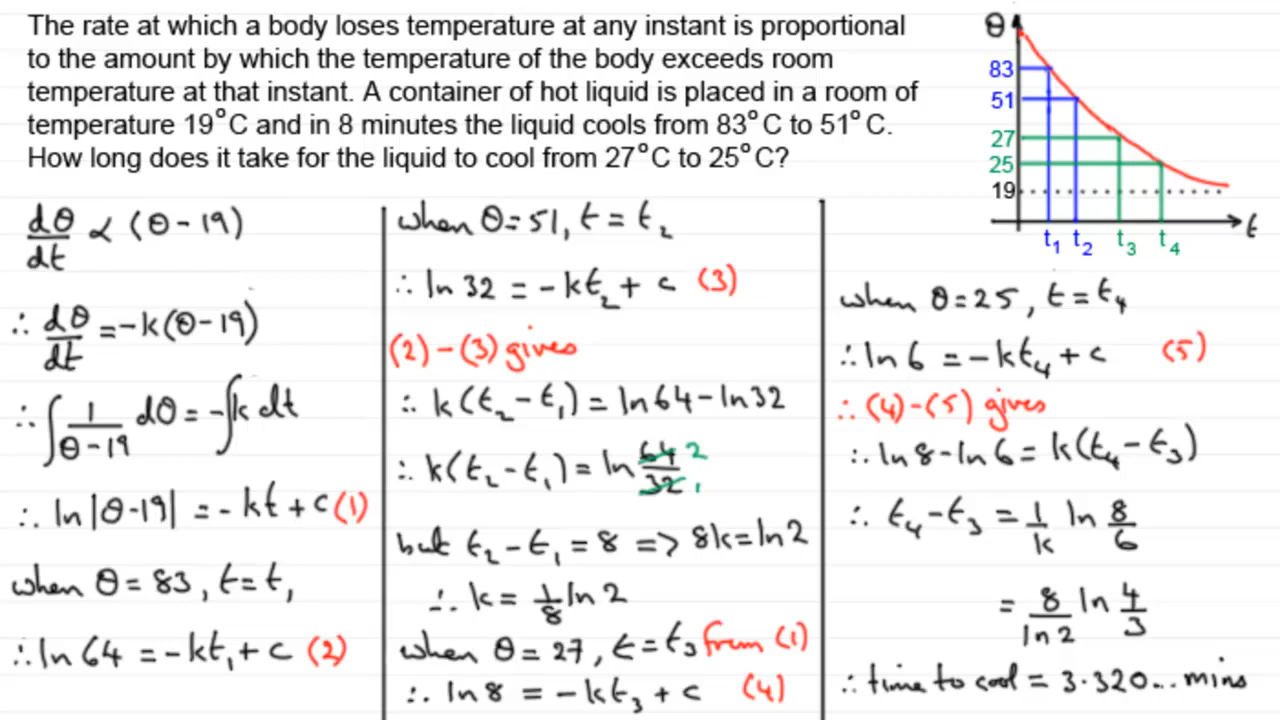 The rate at which a body loses temperature at any instant is proportional
to the amount by which the temperature of the body exceeds room
temperature at that instant. A container of hot liquid is placed in a room of
temperature 19°C and in 8 minutes the liquid cools from 83°C to 51°C.
How long does it take for the liquid to cool from 27°C to 25°C?
θ
83
51
27
25
19
t₁ t₂ t₃ t₄ t
dθ/dt ∝ (θ-19)
∴ dθ/dt = -k(θ-19)
∴ ∫ 1/(θ-19) dθ = -∫k dt
∴ ln|θ-19| = -kt + c (1)
when θ = 83, t = t₁
∴ ln 64 = -kt₁ + c (2)
when θ = 51, t = t₂
∴ ln 32 = -kt₂ + c (3)
(2) - (3) gives
∴ k(t₂ - t₁) = ln 64 - ln 32
∴ k(t₂ - t₁) = ln 64/32 2 1
but t₂ - t₁ = 8 => 8k = ln 2
∴ k = 1/8 ln 2
when θ = 27, t = t₃ from (1)
∴ ln 8 = -kt₃ + c (4)
when θ = 25, t = t₄
∴ ln 6 = -kt₄ + c (5)
∴ (4) - (5) gives
∴ ln 8 - ln 6 = k(t₄ - t₃)
∴ t₄ - t₃ = 1/k ln 8/6
= 8/ln 2 ln 4/3
∴ time to cool = 3.320... mins